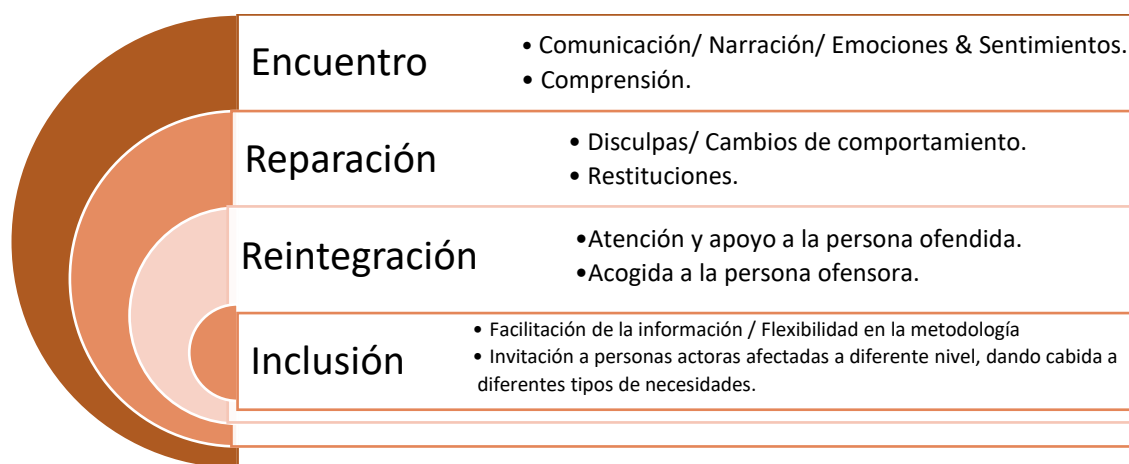 Encuentro
• Comunicación/ Narración/ Emociones & Sentimientos.
• Comprensión.
Reparación
• Disculpas/ Cambios de comportamiento.
• Restituciones.
Reintegración
•Atención y apoyo a la persona ofendida.
•Acogida a la persona ofensora.
Inclusión
• Facilitación de la información / Flexibilidad en la metodología
• Invitación a personas actoras afectadas a diferente nivel, dando cabida a
diferentes tipos de necesidades.